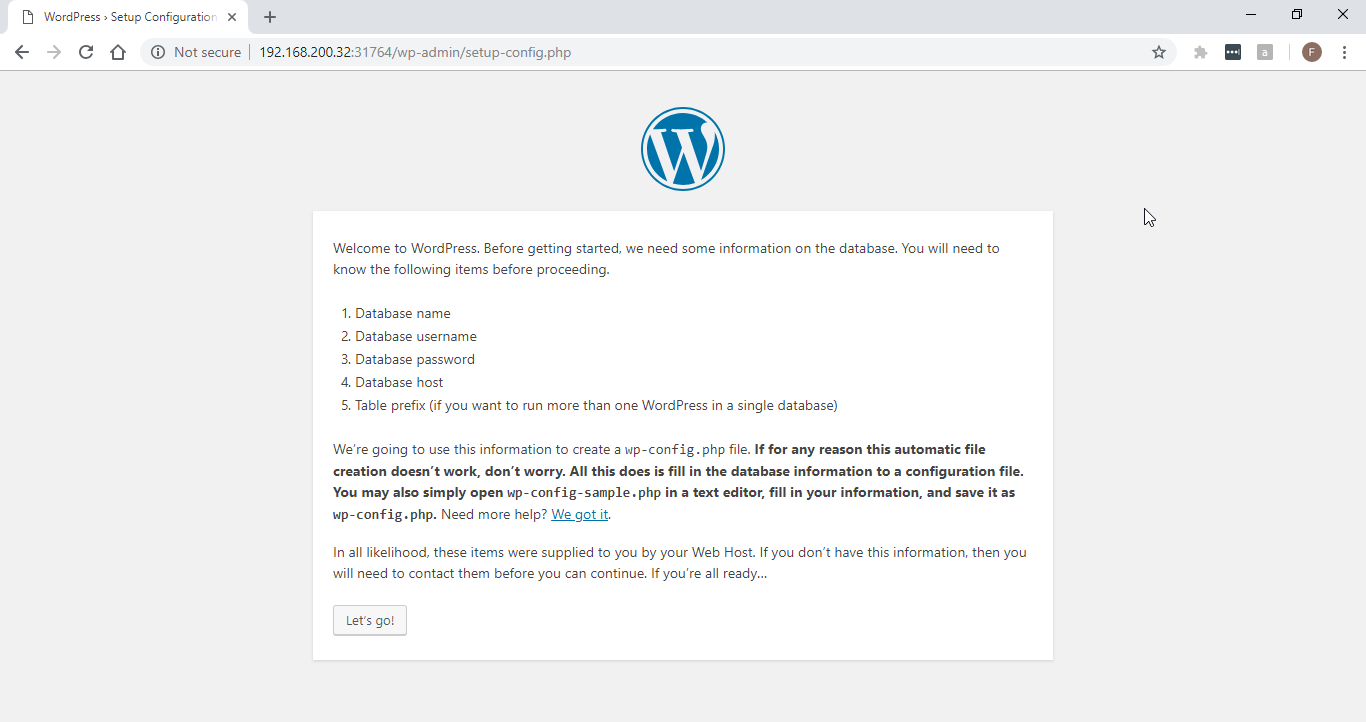 WordPress › Setup Configuration
Not secure
192.168.200.32:31764/wp-admin/setup-config.php
a
F
W
Welcome to WordPress. Before getting started, we need some information on the database. You will need to
know the following items before proceeding.
1. Database name
2. Database username
3. Database password
4. Database host
5. Table prefix (if you want to run more than one WordPress in a single database)
We’re going to use this information to create a wp-config.php file. If for any reason this automatic file
creation doesn’t work, don’t worry. All this does is fill in the database information to a configuration file.
You may also simply open wp-config-sample.php in a text editor, fill in your information, and save it as
wp-config.php. Need more help? We got it.
In all likelihood, these items were supplied to you by your Web Host. If you don’t have this information, then you
will need to contact them before you can continue. If you’re all ready…
Let’s go!